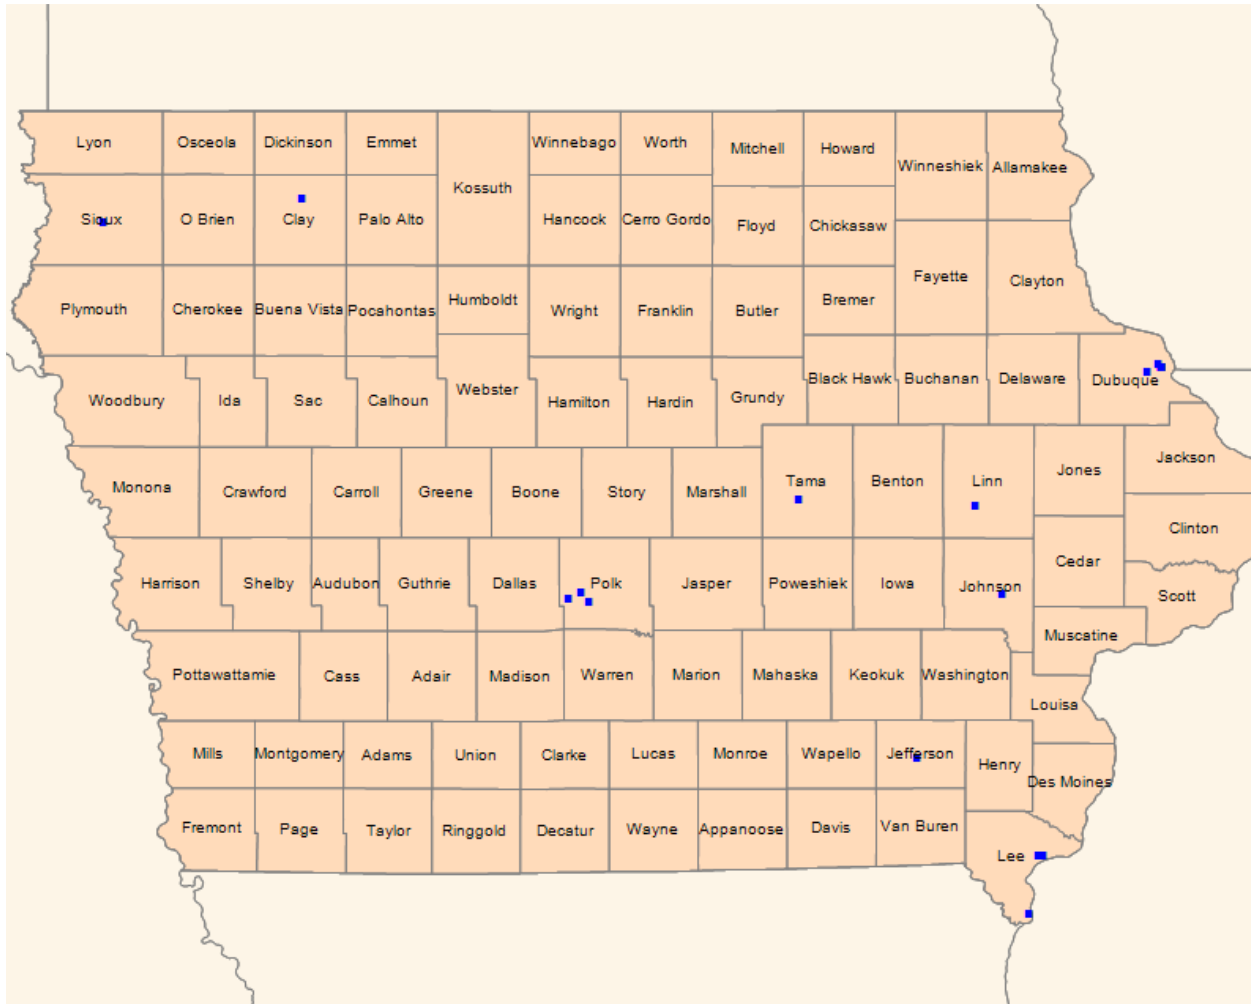 Lyon
Osceola
Dickinson
Emmet
Kossuth
Winnebago
Worth
Mitchell
Howard
Winneshiek
Allamakee
Sioux
O Brien
Clay
Palo Alto
Hancock
Cerro Gordo
Floyd
Chickasaw
Fayette
Clayton
Plymouth
Cherokee
Buena Vista
Pocahontas
Humboldt
Wright
Franklin
Butler
Bremer
Woodbury
Ida
Sac
Calhoun
Webster
Hamilton
Hardin
Grundy
Black Hawk
Buchanan
Delaware
Dubuque
Monona
Crawford
Carroll
Greene
Boone
Story
Marshall
Tama
Benton
Linn
Jones
Jackson
Clinton
Harrison
Shelby
Audubon
Guthrie
Dallas
Polk
Jasper
Poweshiek
Iowa
Johnson
Cedar
Scott
Muscatine
Pottawattamie
Cass
Adair
Madison
Warren
Marion
Mahaska
Keokuk
Washington
Louisa
Mills
Montgomery
Adams
Union
Clarke
Lucas
Monroe
Wapello
Jefferson
Henry
Des Moines
Fremont
Page
Taylor
Ringgold
Decatur
Wayne
Appanoose
Davis
Van Buren
Lee